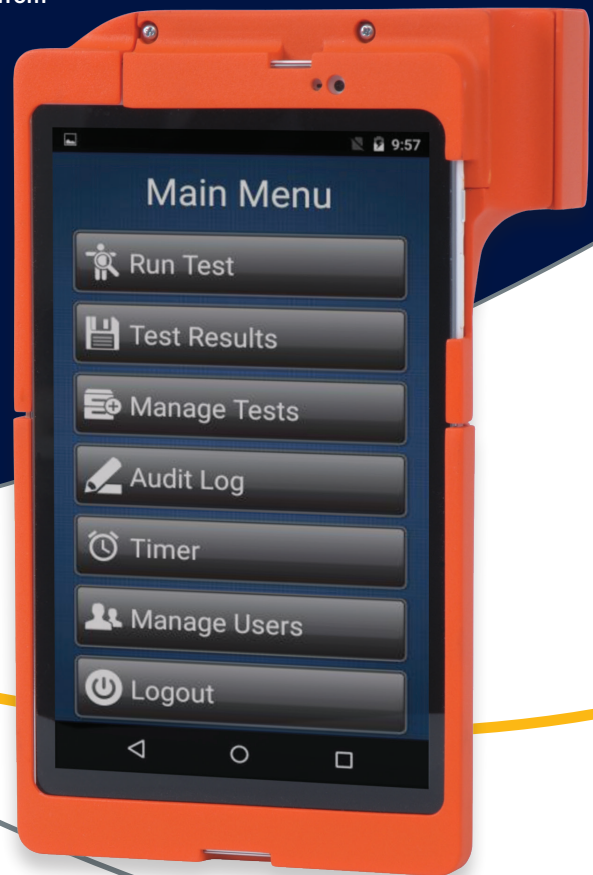 9:57
Main Menu
Run Test
Test Results
Manage Tests
Audit Log
Timer
Manage Users
Logout